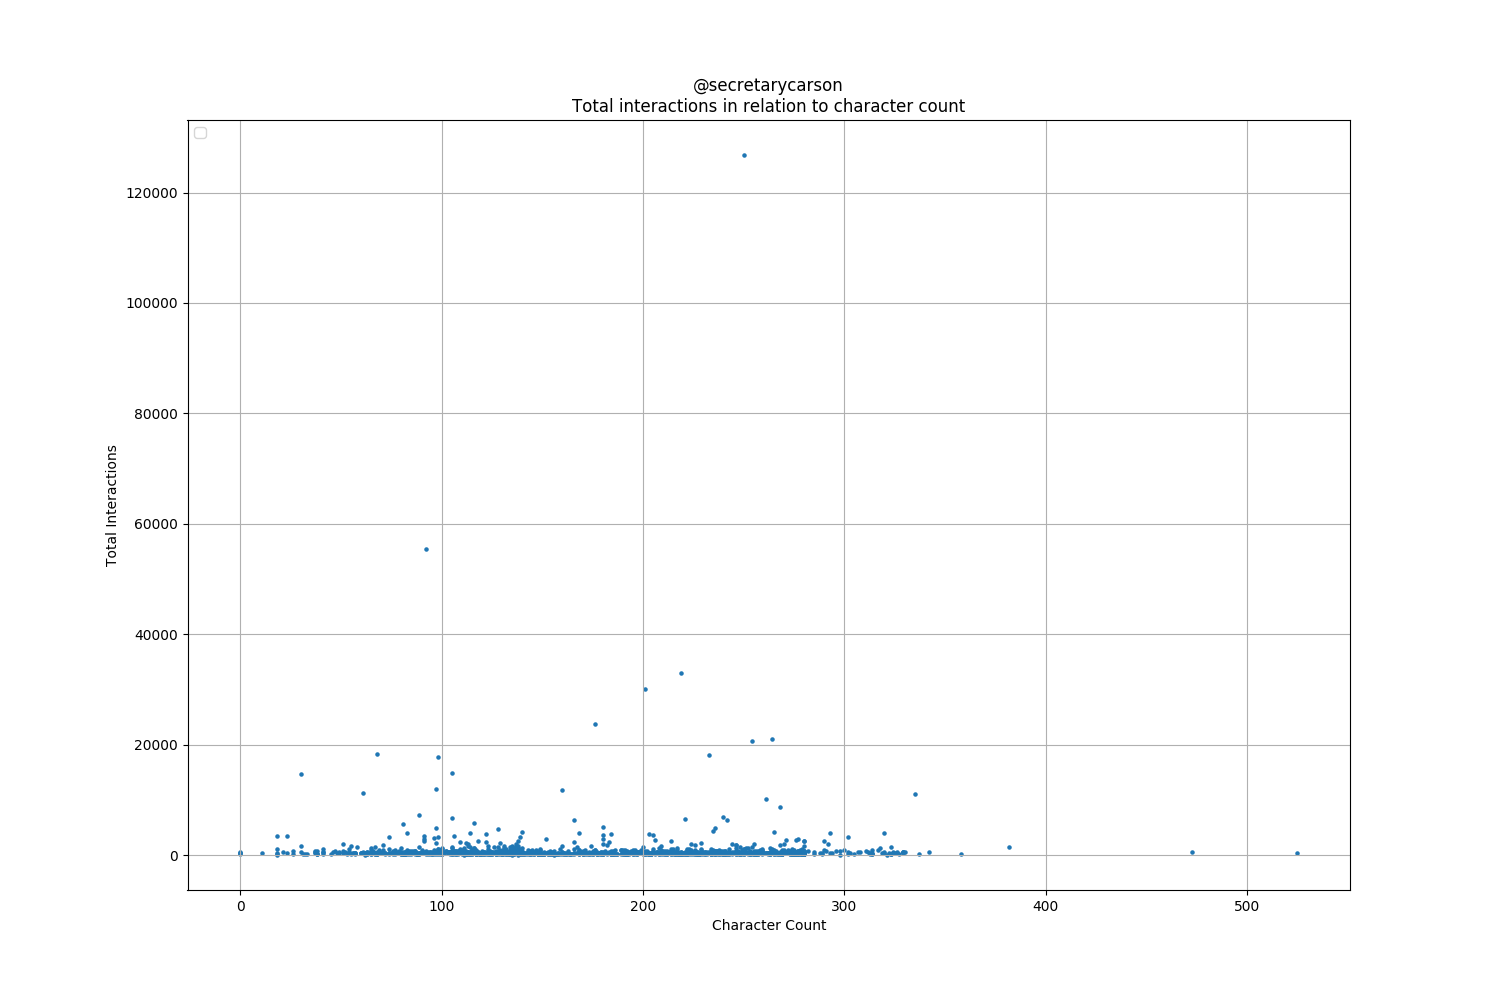 @secretarycarson
Total interactions in relation to character count
120000
100000
80000
60000
40000
20000
0
Total Interactions
0 100 200 300 400 500
Character Count